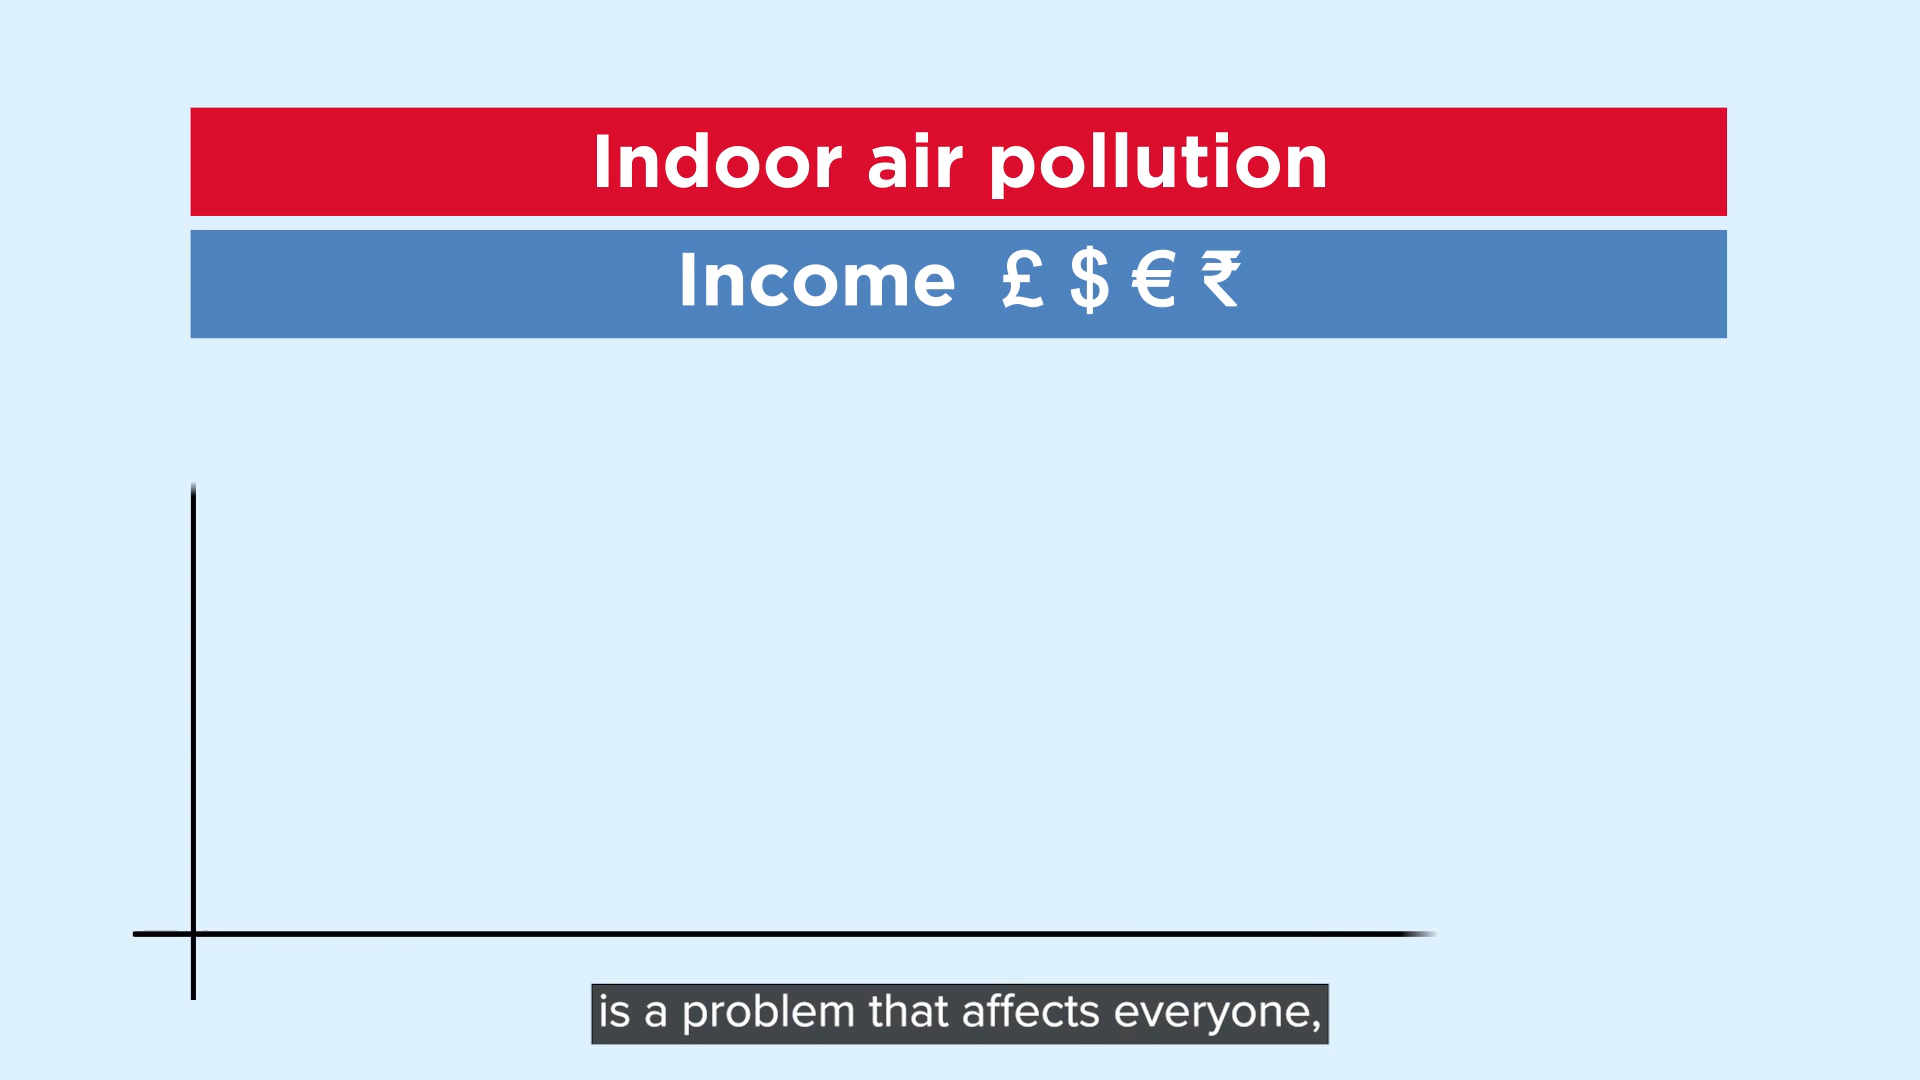 Indoor air pollution
Income £ $ € ₹
is a problem that affects everyone,